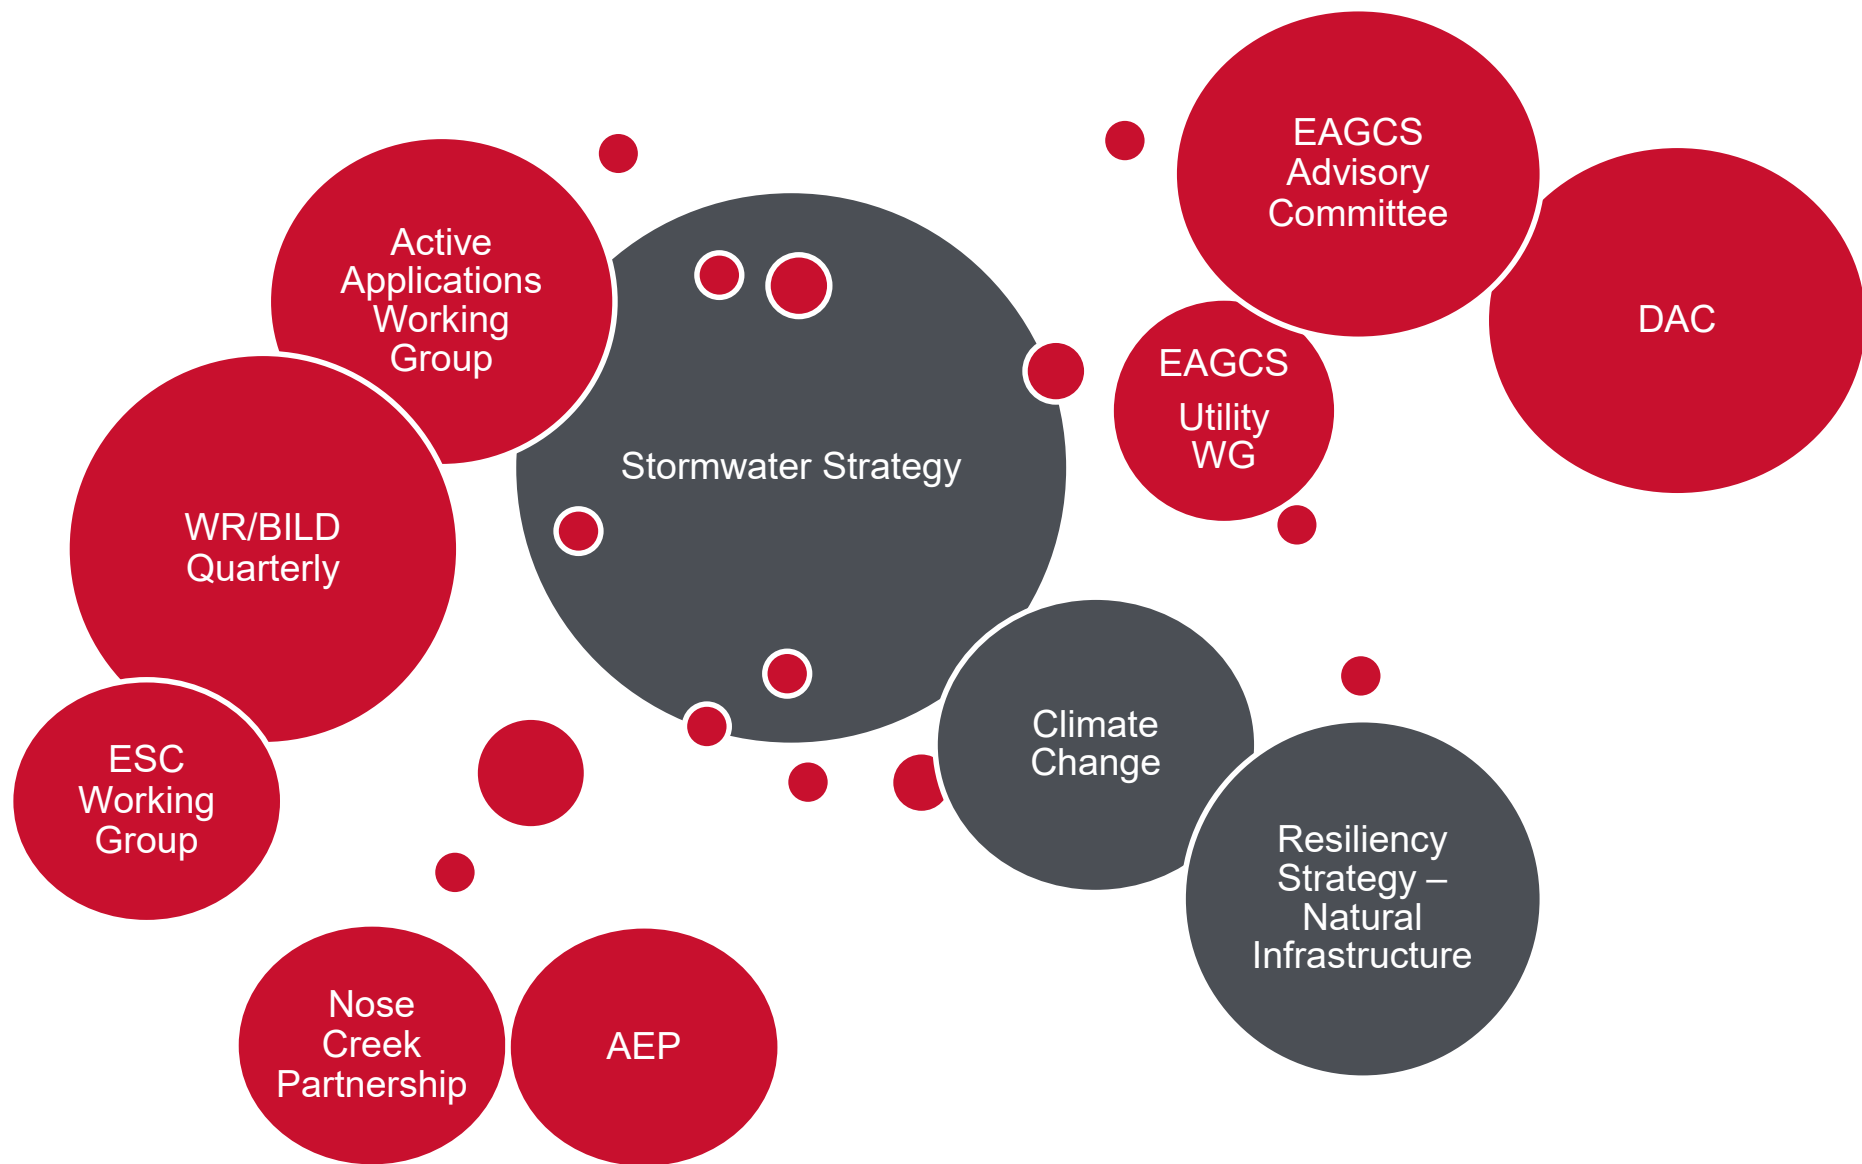 EAGCS
Advisory
Committee
Active
Applications
Working
Group
DAC
EAGCS
Utility
WG
Stormwater Strategy
WR/BILD
Quarterly
Climate
Change
ESC
Working
Group
Resiliency
Strategy –
Natural
Infrastructure
Nose
Creek
Partnership
AEP